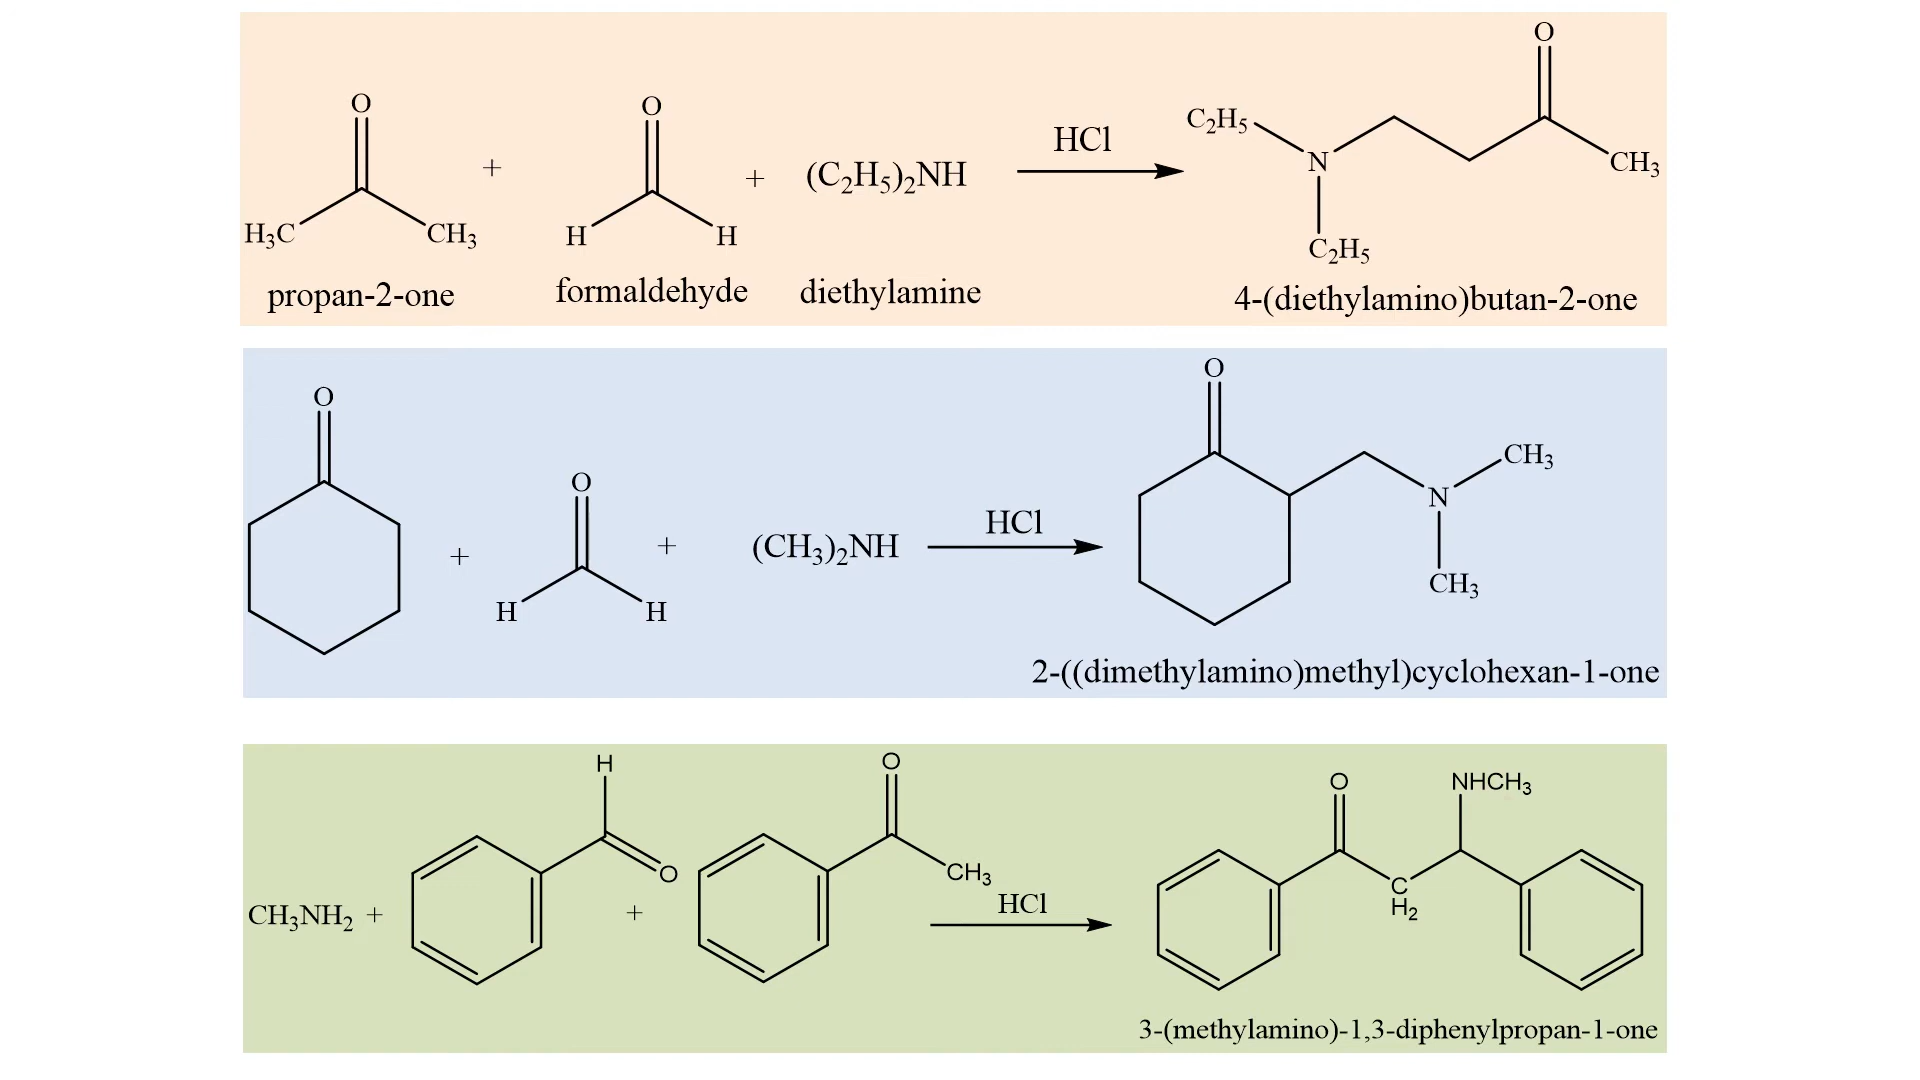 O
H₃C
CH₃
+
O
H
H
+
(C₂H₅)₂NH
HCl
C₂H₅
N
C₂H₅
O
CH₃
propan-2-one
formaldehyde
diethylamine
4-(diethylamino)butan-2-one
O
+
O
H
H
+
(CH₃)₂NH
HCl
O
N
CH₃
CH₃
2-((dimethylamino)methyl)cyclohexan-1-one
CH₃NH₂ +
H
O
+
O
CH₃
HCl
O
C
H₂
NHCH₃
3-(methylamino)-1,3-diphenylpropan-1-one